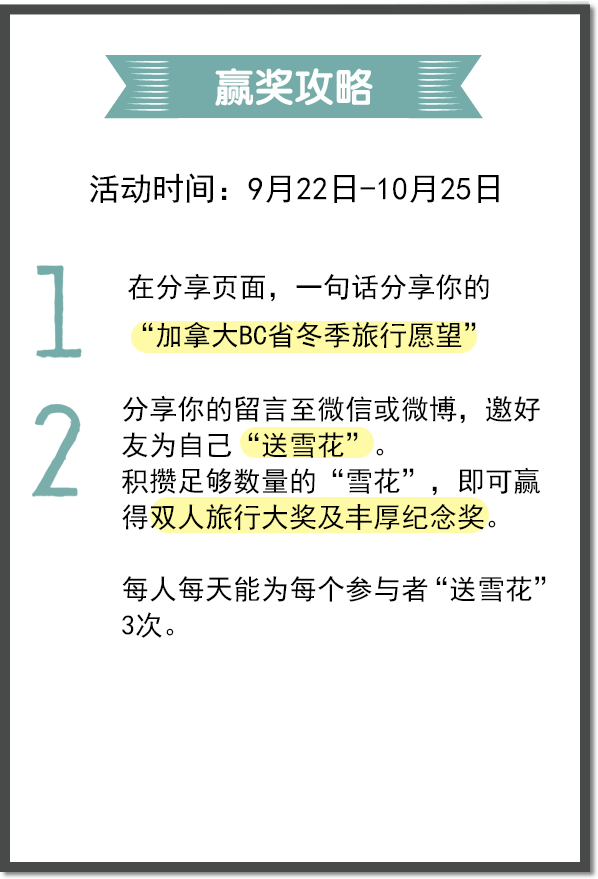 赢奖攻略
活动时间：9月22日-10月25日
1
在分享页面，一句话分享你的
“加拿大BC省冬季旅行愿望”
2
分享你的留言至微信或微博，邀好
友为自己“送雪花”。
积攒足够数量的“雪花”，即可赢
得双人旅行大奖及丰厚纪念奖。
每人每天能为每个参与者“送雪花”
3次。